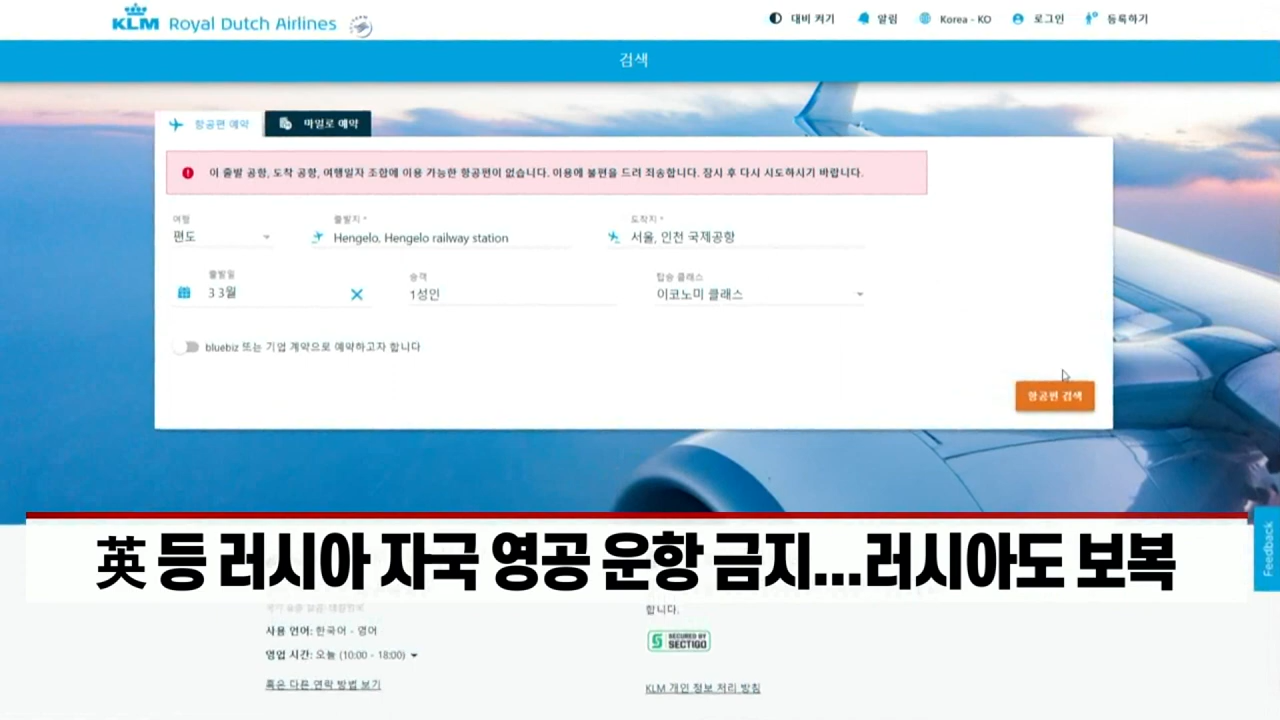 KLM Royal Dutch Airlines
대비 켜기 알림 Korea - KO 로그인 등록하기
검색
항공편 예약 마일로 예약
이 출발 공항, 도착 공항, 여행일자 조합에 이용 가능한 항공편이 없습니다. 이용에 불편을 드려 죄송합니다. 잠시 후 다시 시도하시기 바랍니다.
여행 출발지 * 도착지 *
편도 Hengelo, Hengelo railway station 서울, 인천 국제공항
출발일 승객 탑승 클래스
3 3월 1성인 이코노미 클래스
bluebiz 또는 기업 계약으로 예약하고자 합니다
항공편 검색
Feedback
英 등 러시아 자국 영공 운항 금지...러시아도 보복
합니다.
사용 언어: 한국어 - 영어
SECURED BY
SECTIGO
영업 시간: 오늘 (10:00 - 18:00)
혹은 다른 연락 방법 보기
KLM 개인 정보 처리 방침